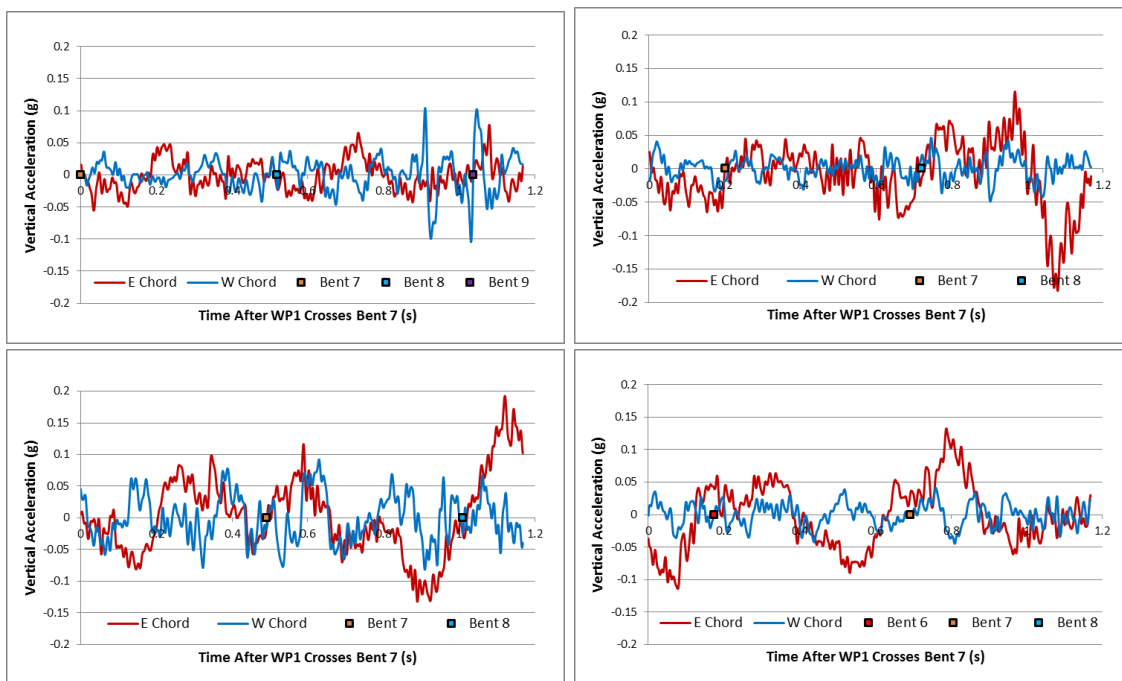 0.2
0.15
0.1
0.05
0
-0.05
-0.1
-0.15
-0.2
Vertical Acceleration (g)
0 0.2 0.4 0.6 0.8 1 1.2
E Chord W Chord Bent 7 Bent 8 Bent 9
Time After WP1 Crosses Bent 7 (s)
0.2
0.15
0.1
0.05
0
-0.05
-0.1
-0.15
-0.2
Vertical Acceleration (g)
0 0.2 0.4 0.6 0.8 1 1.2
E Chord W Chord Bent 7 Bent 8
Time After WP1 Crosses Bent 7 (s)
0.2
0.15
0.1
0.05
0
-0.05
-0.1
-0.15
-0.2
Vertical Acceleration (g)
0 0.2 0.4 0.6 0.8 1 1.2
E Chord W Chord Bent 7 Bent 8
Time After WP1 Crosses Bent 7 (s)
0.2
0.15
0.1
0.05
0
-0.05
-0.1
-0.15
-0.2
Vertical Acceleration (g)
0 0.2 0.4 0.6 0.8 1 1.2
E Chord W Chord Bent 6 Bent 7 Bent 8
Time After WP1 Crosses Bent 7 (s)